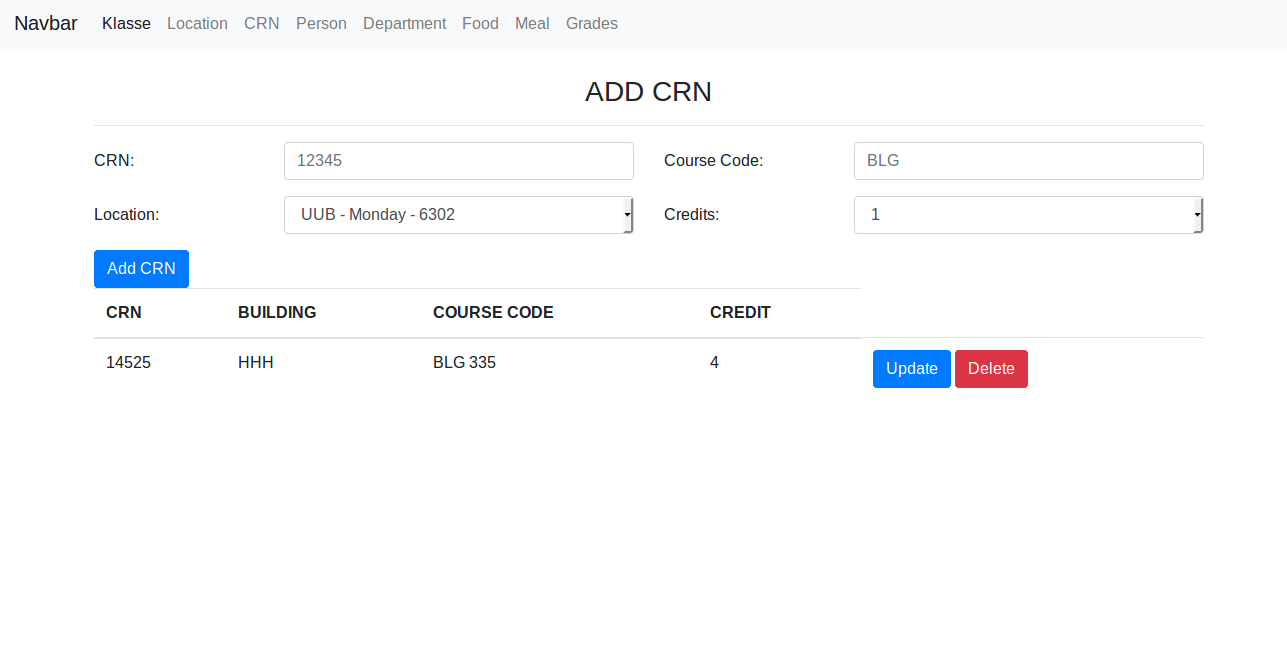 Navbar Klasse Location CRN Person Department Food Meal Grades
ADD CRN
CRN: 12345 Course Code: BLG
Location: UUB - Monday - 6302 Credits: 1
Add CRN
CRN BUILDING COURSE CODE CREDIT
14525 HHH BLG 335 4 Update Delete